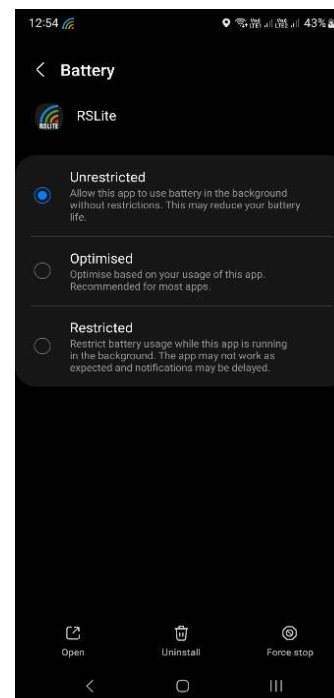 12:54 43%
Battery
RSLITE
RSLite
Unrestricted
Allow this app to use battery in the background
without restrictions. This may reduce your battery
life.
Optimised
Optimise based on your usage of this app.
Recommended for most apps.
Restricted
Restrict battery usage while this app is running
in the background. The app may not work as
expected and notifications may be delayed.
Open Uninstall Force stop